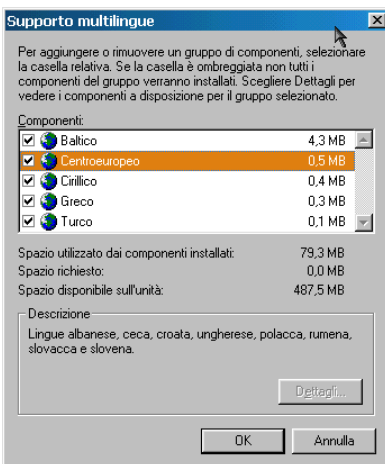 Supporto multilingue
Per aggiungere o rimuovere un gruppo di componenti, selezionare
la casella relativa. Se la casella è ombreggiata non tutti i
componenti del gruppo verranno installati. Scegliere Dettagli per
vedere i componenti a disposizione per il gruppo selezionato.
Componenti:
Baltico 4,3 MB
Centroeuropeo 0,5 MB
Cirillico 0,4 MB
Greco 0,3 MB
Turco 0,1 MB
Spazio utilizzato dai componenti installati: 79,3 MB
Spazio richiesto: 0,0 MB
Spazio disponibile sull'unità: 487,5 MB
Descrizione
Lingue albanese, ceca, croata, ungherese, polacca, rumena,
slovacca e slovena.
Dettagli...
OK Annulla